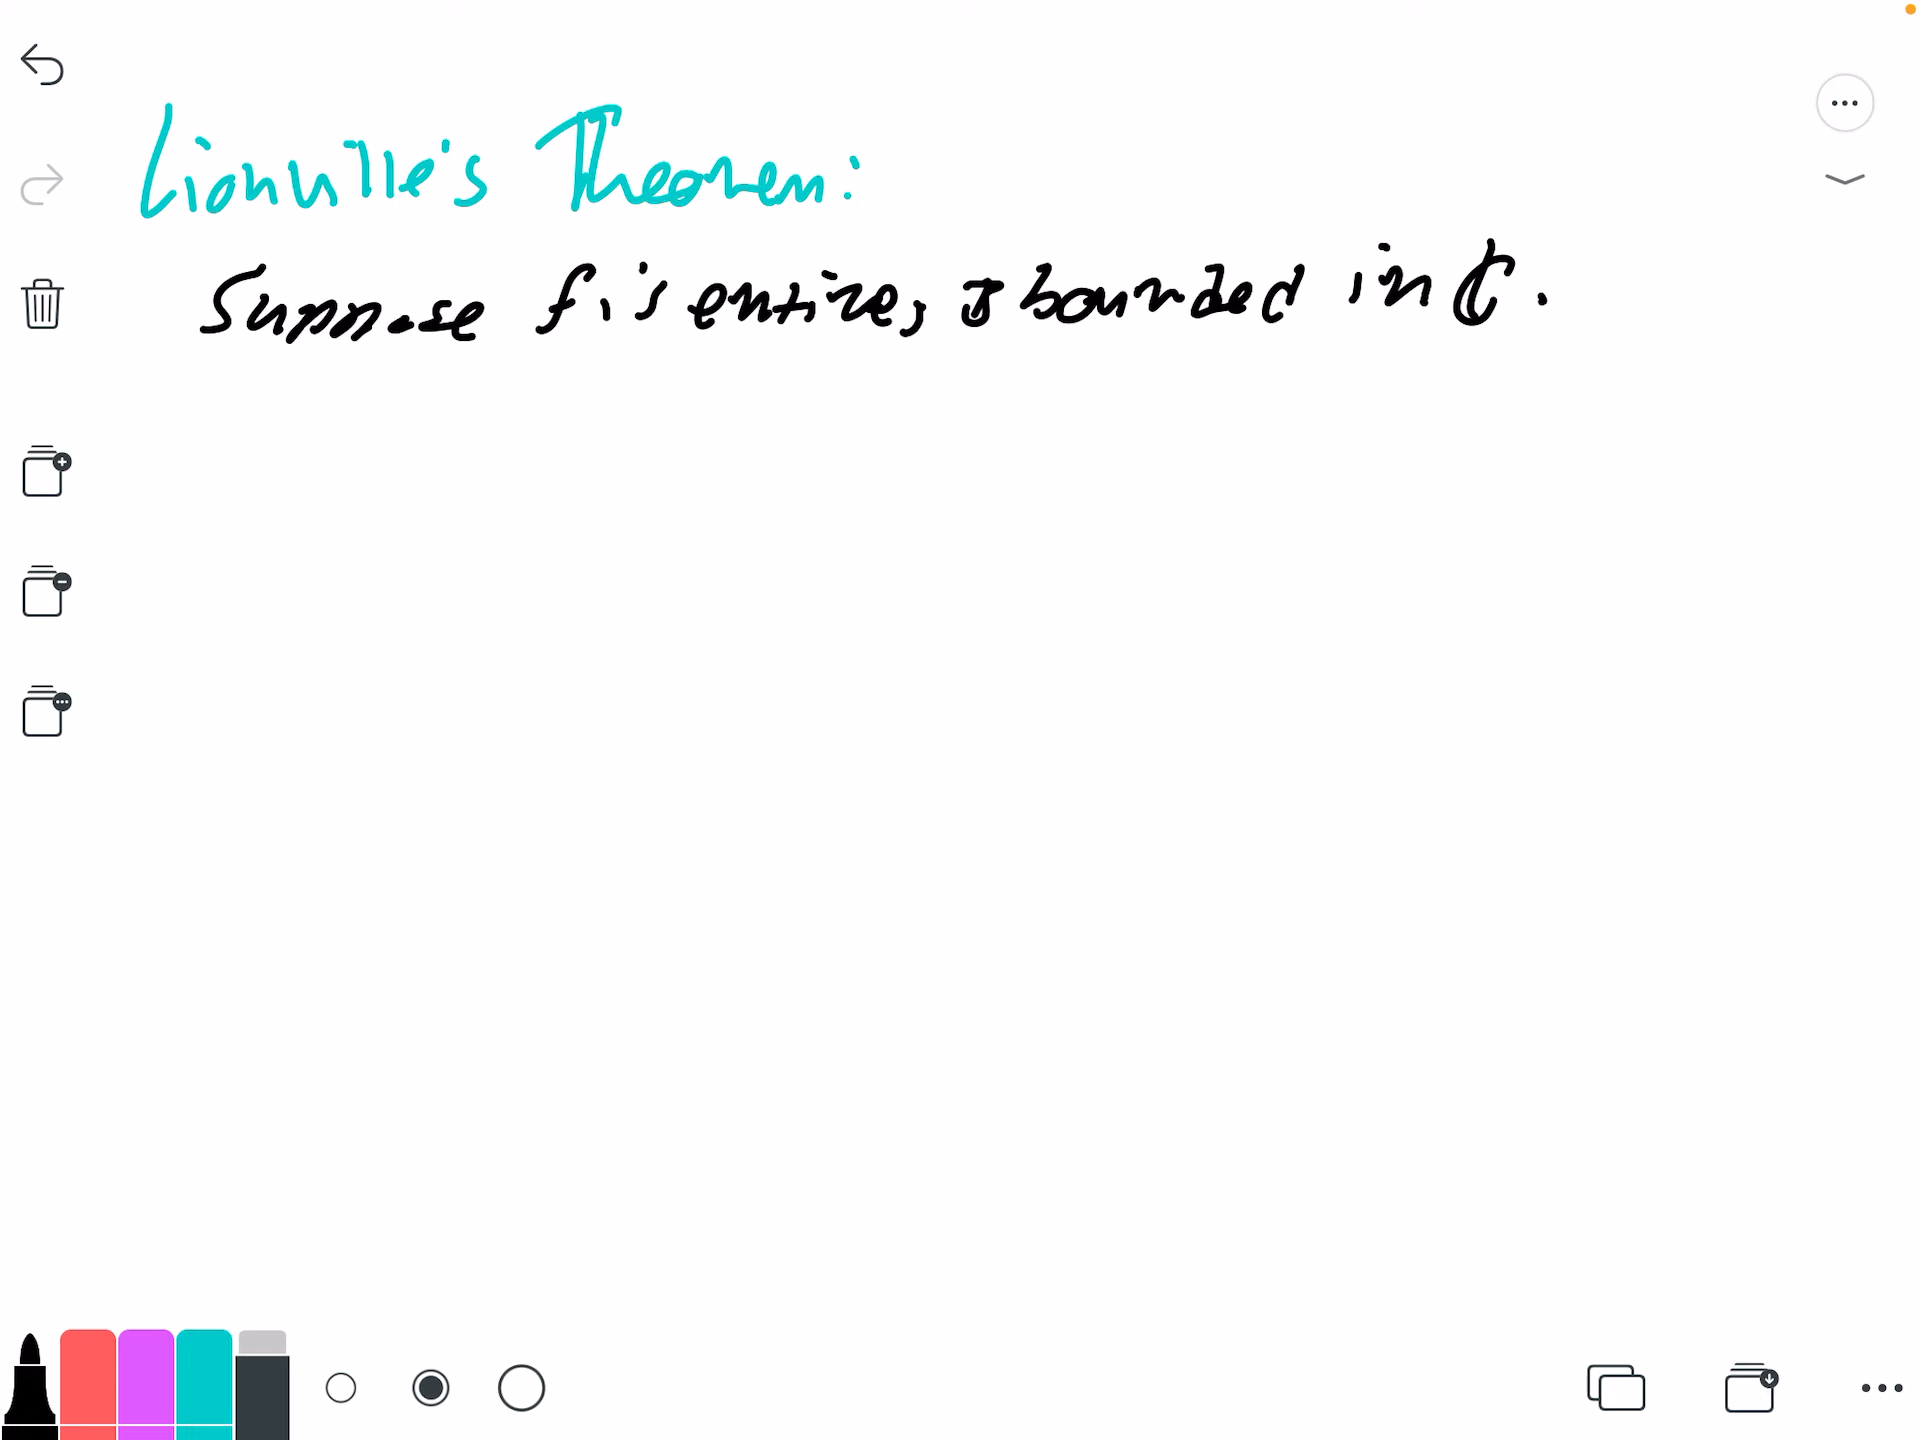 Liouville's Theorem:
Suppose f is entire, & bounded in ℂ.